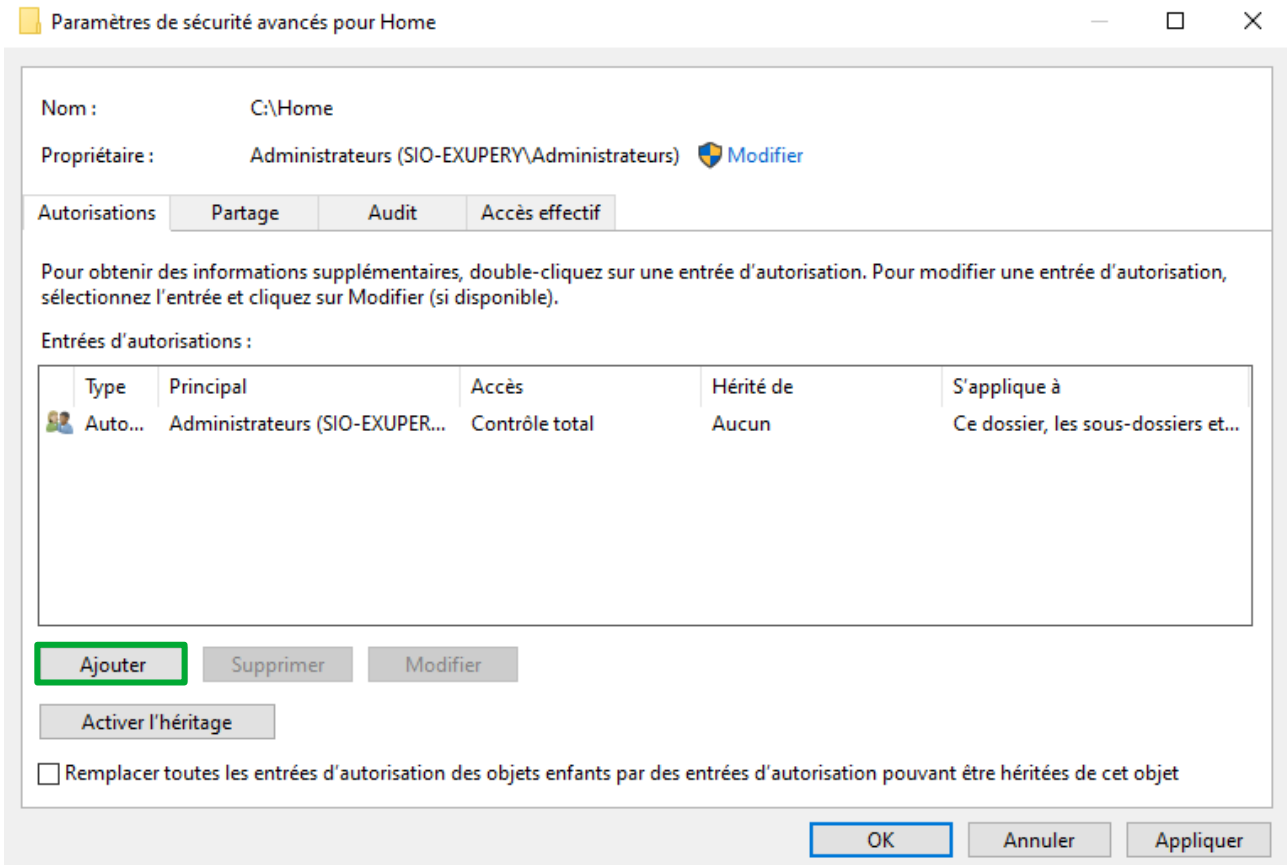 Paramètres de sécurité avancés pour Home
Nom : C:\Home
Propriétaire : Administrateurs (SIO-EXUPERY\Administrateurs) Modifier
Autorisations Partage Audit Accès effectif
Pour obtenir des informations supplémentaires, double-cliquez sur une entrée d'autorisation. Pour modifier une entrée d'autorisation,
sélectionnez l'entrée et cliquez sur Modifier (si disponible).
Entrées d'autorisations :
Type Principal Accès Hérité de S'applique à
Auto... Administrateurs (SIO-EXUPER... Contrôle total Aucun Ce dossier, les sous-dossiers et...
Ajouter Supprimer Modifier
Activer l'héritage
Remplacer toutes les entrées d'autorisation des objets enfants par des entrées d'autorisation pouvant être héritées de cet objet
OK Annuler Appliquer